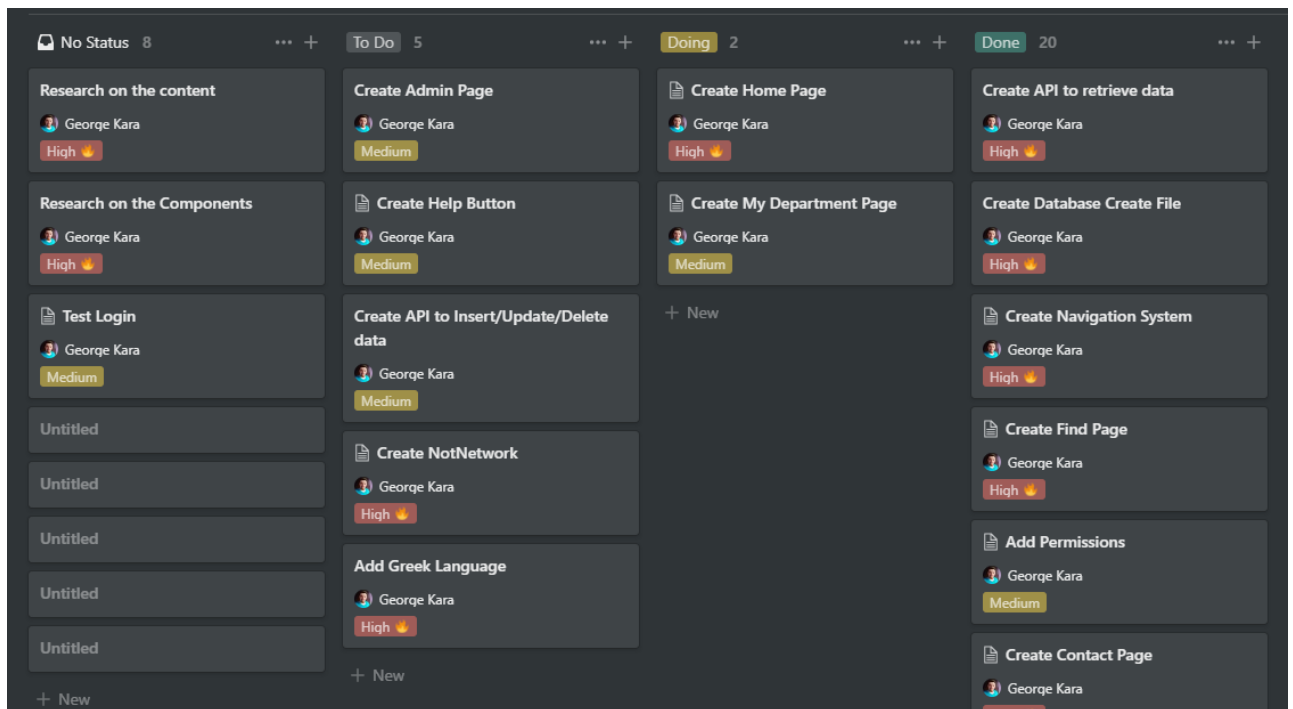 No Status 8
Research on the content
George Kara
High
Research on the Components
George Kara
High
Test Login
George Kara
Medium
Untitled
Untitled
Untitled
Untitled
Untitled
+ New
To Do 5
Create Admin Page
George Kara
Medium
Create Help Button
George Kara
Medium
Create API to Insert/Update/Delete
data
George Kara
Medium
Create NotNetwork
George Kara
High
Add Greek Language
George Kara
High
+ New
Doing 2
Create Home Page
George Kara
High
Create My Department Page
George Kara
Medium
+ New
Done 20
Create API to retrieve data
George Kara
High
Create Database Create File
George Kara
High
Create Navigation System
George Kara
High
Create Find Page
George Kara
High
Add Permissions
George Kara
Medium
Create Contact Page
George Kara